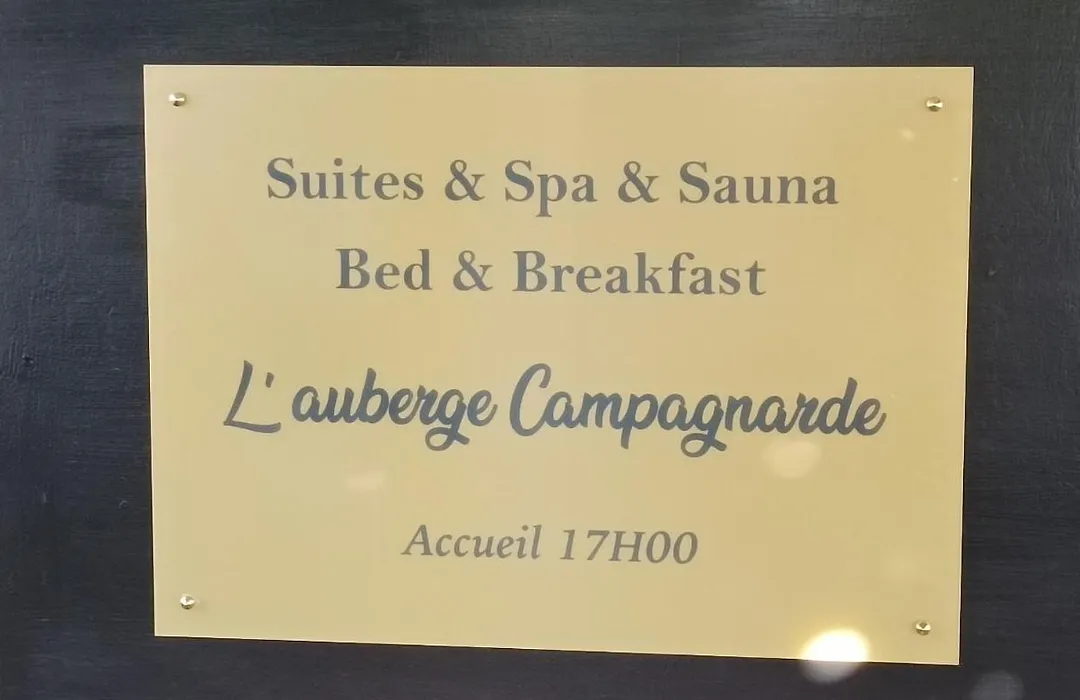 Suites & Spa & Sauna
Bed & Breakfast
L'auberge Campagnarde
Accueil 17H00